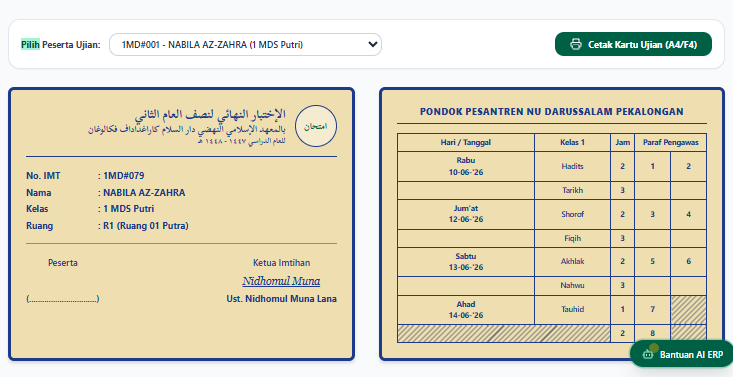 Pilih Peserta Ujian: 1MD#001 - NABILA AZ-ZAHRA (1 MDS Putri)
Cetak Kartu Ujian (A4/F4)
الإختبار النهائي لنصف العام الثاني
بالمعهد الإسلامي النهضي دار السلام كاراغداداف فكالوغان
للعام الدراسي ١٤٤٧ - ١٤٤٨ هـ
امتحان
No. IMT : 1MD#079
Nama : NABILA AZ-ZAHRA
Kelas : 1 MDS Putri
Ruang : R1 (Ruang 01 Putra)
Peserta Ketua Imtihan
Nidhomul Muna
(..............................) Ust. Nidhomul Muna Lana
PONDOK PESANTREN NU DARUSSALAM PEKALONGAN
Hari / Tanggal Kelas 1 Jam Paraf Pengawas
Rabu
10-06-'26 Hadits 2 1 2
Tarikh 3
Jum'at
12-06-'26 Shorof 2 3 4
Fiqih 3
Sabtu
13-06-'26 Akhlak 2 5 6
Nahwu 3
Ahad
14-06-'26 Tauhid 1 7
2 8
Bantuan AI ERP